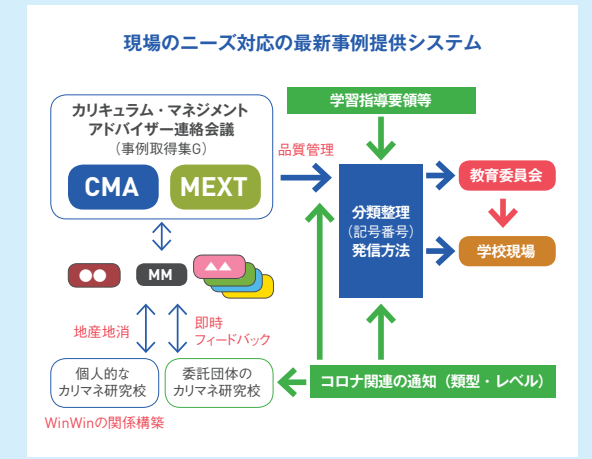 現場のニーズ対応の最新事例提供システム
カリキュラム・マネジメント
アドバイザー連絡会議
（事例取得集G）
CMA
MEXT
品質管理
学習指導要領等
分類整理
（記号番号）
発信方法
教育委員会
学校現場
●●
MM
▲▲
地産地消
即時
フィードバック
個人的な
カリマネ研究校
委託団体の
カリマネ研究校
コロナ関連の通知（類型・レベル）
WinWinの関係構築